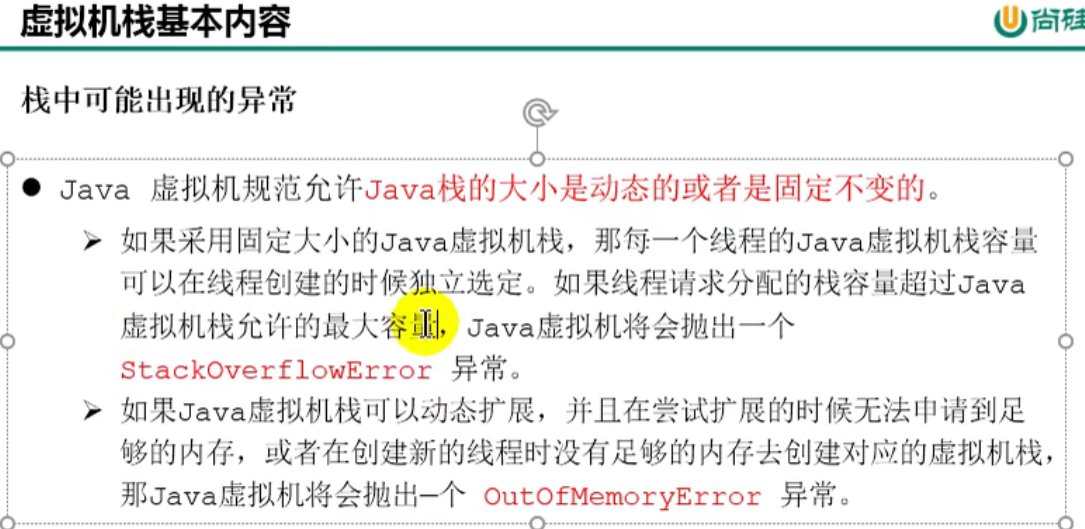 虚拟机栈基本内容
尚硅
栈中可能出现的异常
● Java 虚拟机规范允许Java栈的大小是动态的或者是固定不变的。
➢ 如果采用固定大小的Java虚拟机栈，那每一个线程的Java虚拟机栈容量
可以在线程创建的时候独立选定。如果线程请求分配的栈容量超过Java
虚拟机栈允许的最大容量，Java虚拟机将会抛出一个
StackOverflowError 异常。
➢ 如果Java虚拟机栈可以动态扩展，并且在尝试扩展的时候无法申请到足
够的内存，或者在创建新的线程时没有足够的内存去创建对应的虚拟机栈，
那Java虚拟机将会抛出一个 OutOfMemoryError 异常。